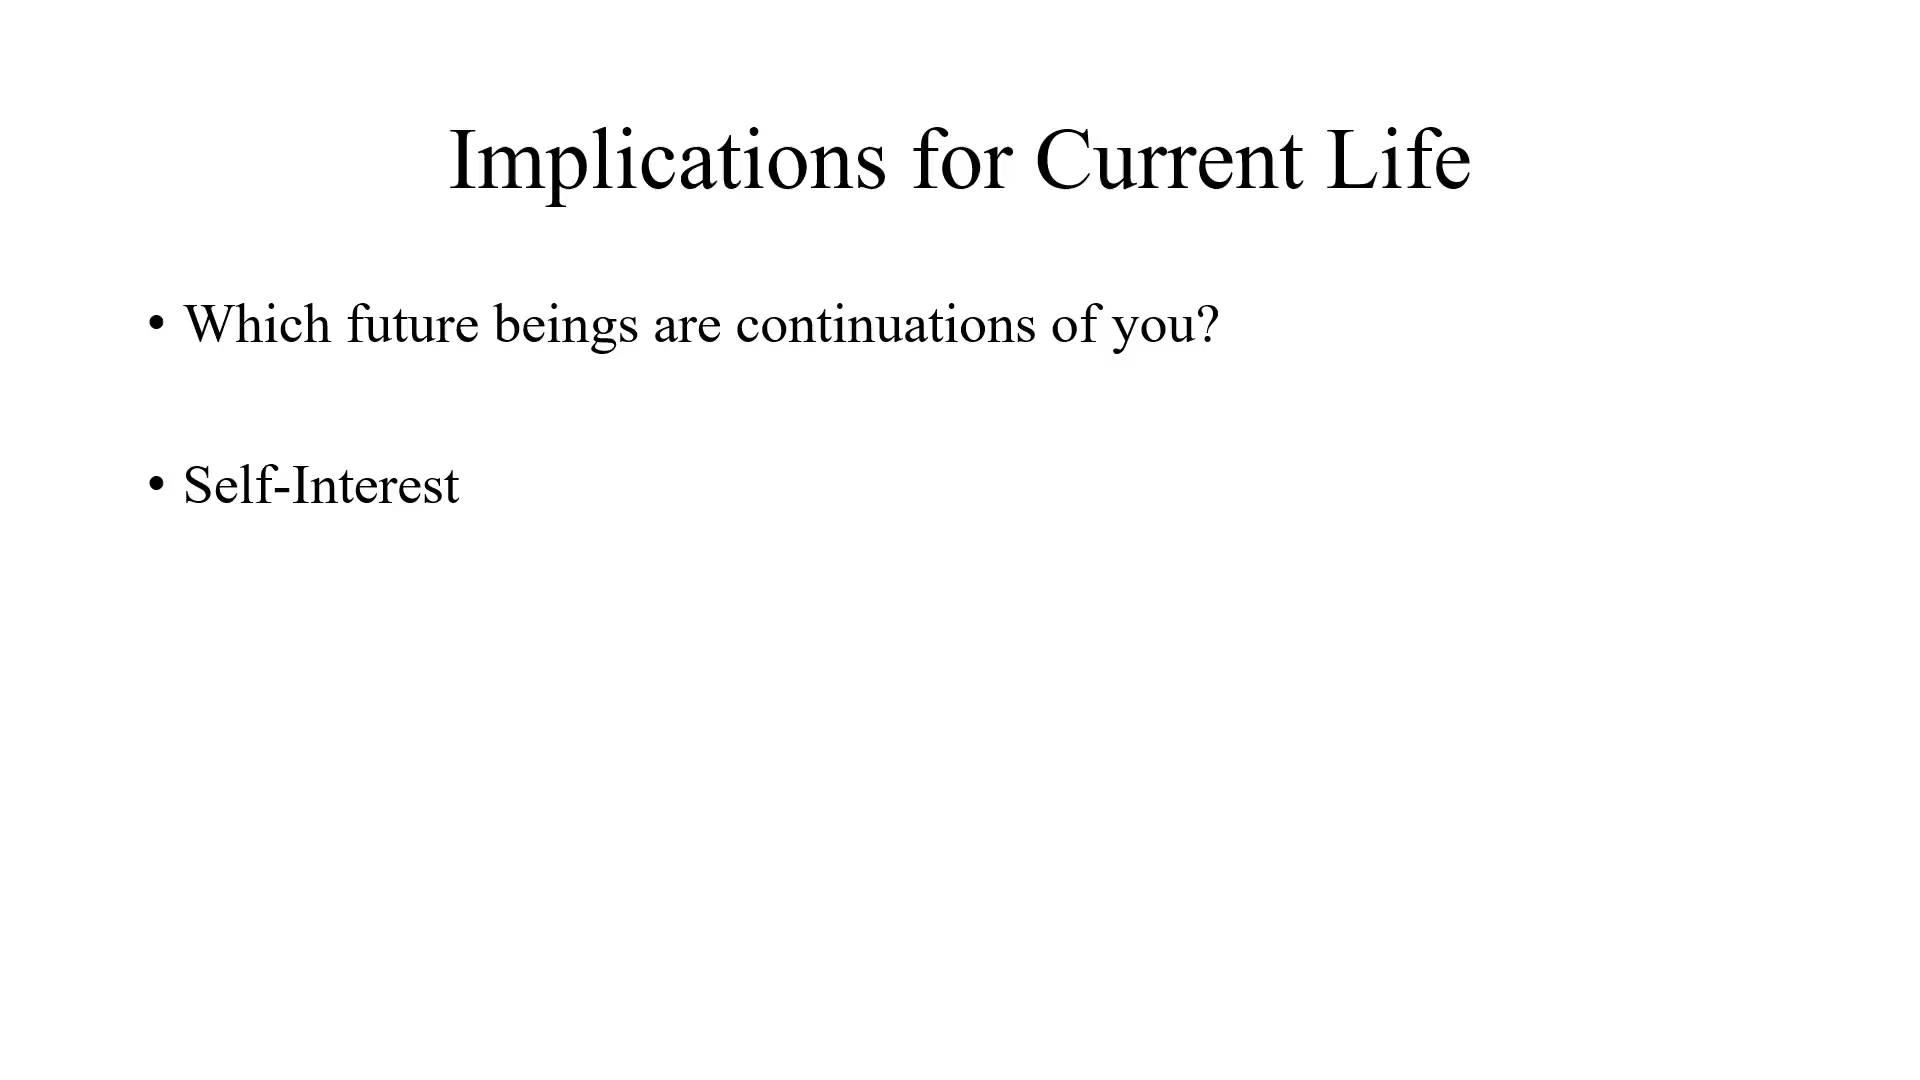 Implications for Current Life
• Which future beings are continuations of you?
• Self-Interest